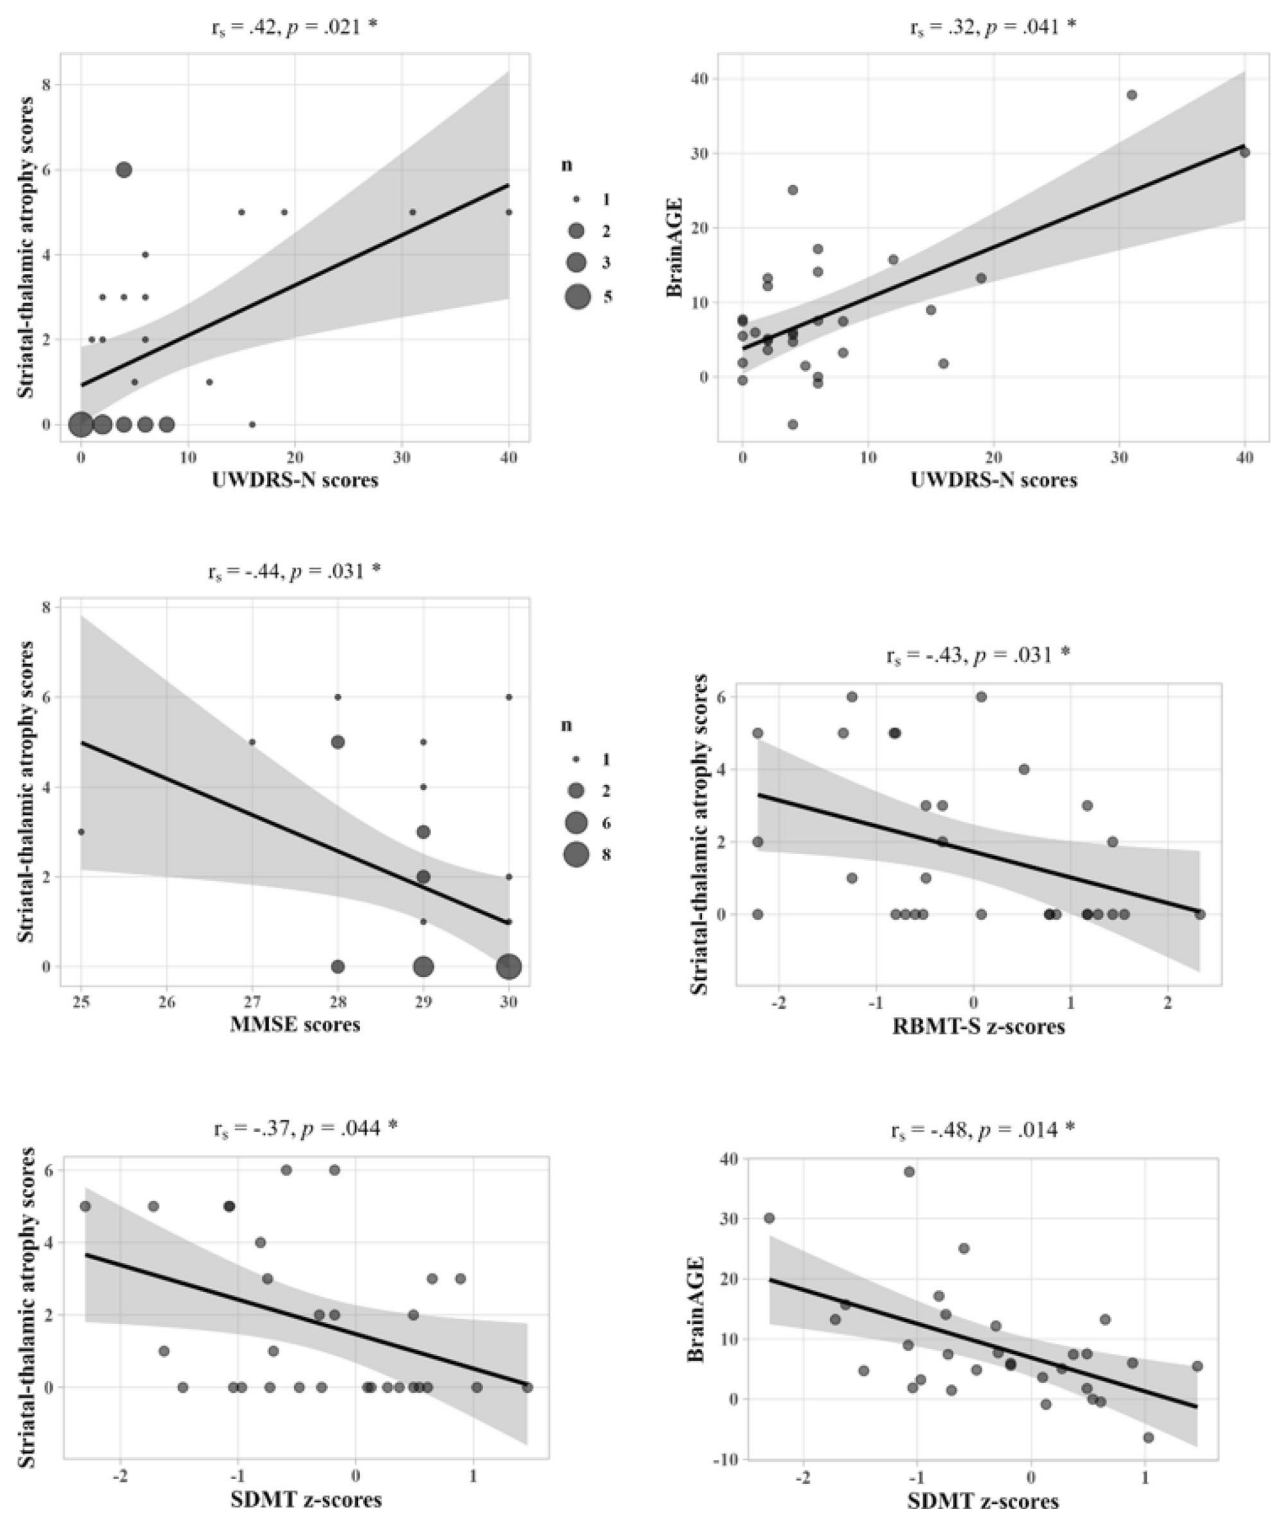 rs = .42, p = .021 *
Striatal-thalamic atrophy scores
8
6
4
2
0
0 10 20 30 40
UWDRS-N scores
n
1
2
3
5
rs = .32, p = .041 *
BrainAGE
40
30
20
10
0
0 10 20 30 40
UWDRS-N scores
rs = -.44, p = .031 *
Striatal-thalamic atrophy scores
8
6
4
2
0
25 26 27 28 29 30
MMSE scores
n
1
2
6
8
rs = -.43, p = .031 *
Striatal-thalamic atrophy scores
6
4
2
0
-2 -1 0 1 2
RBMT-S z-scores
rs = -.37, p = .044 *
Striatal-thalamic atrophy scores
6
4
2
0
-2 -1 0 1
SDMT z-scores
rs = -.48, p = .014 *
BrainAGE
40
30
20
10
0
-10
-2 -1 0 1
SDMT z-scores